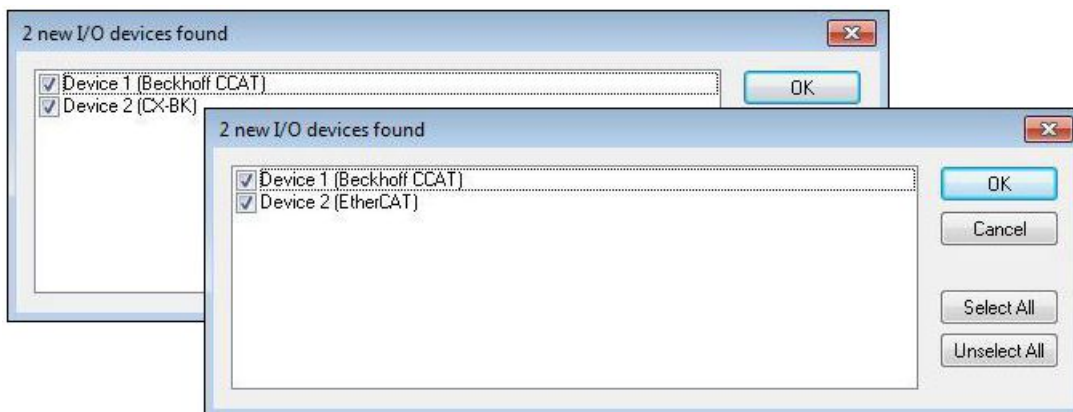 2 new I/O devices found
Device 1 (Beckhoff CCAT)
Device 2 (CX-BK)
OK
2 new I/O devices found
Device 1 (Beckhoff CCAT)
Device 2 (EtherCAT)
OK
Cancel
Select All
Unselect All